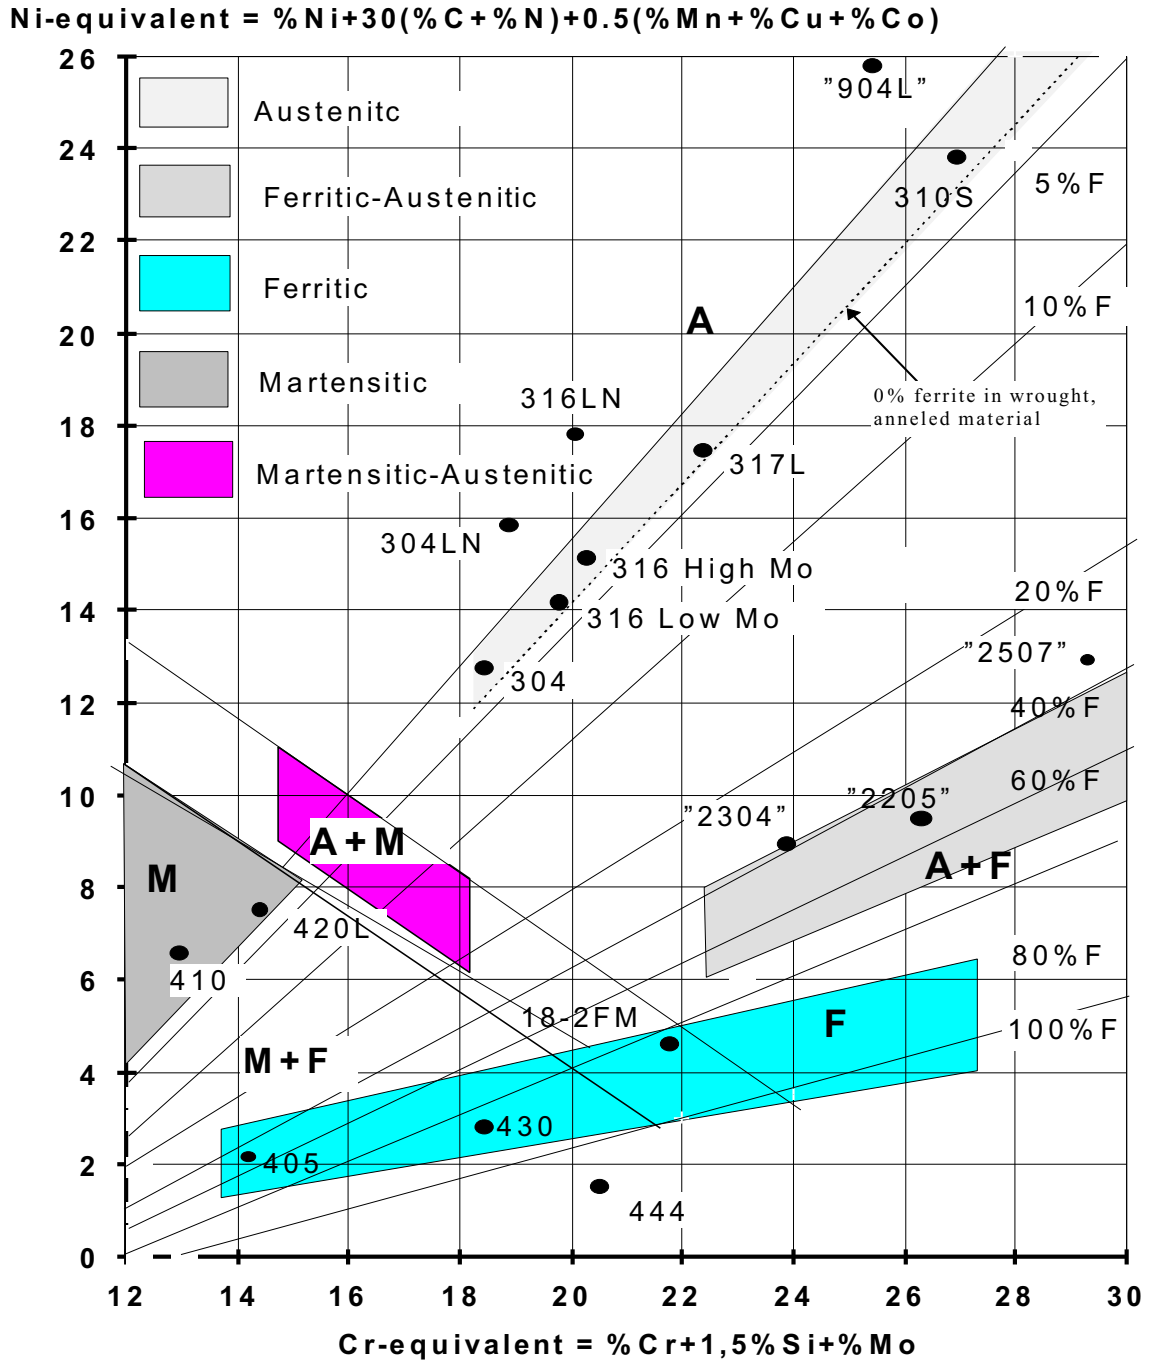 Ni-equivalent = %Ni+30(%C+%N)+0.5(%Mn+%Cu+%Co)
26
"904L"
Austenitc
24
310S
5%F
Ferritic-Austenitic
22
Ferritic
10%F
20
A
0% ferrite in wrought,
anneled material
Martensitic
316LN
18
317L
Martensitic-Austenitic
16
304LN
316 High Mo
14
20%F
316 Low Mo
"2507"
304
12
40%F
10
60%F
"2205"
"2304"
A+M
A+F
M
8
420L
80%F
410
6
18-2FM
F
100%F
M+F
4
430
2
405
444
0
12 14 16 18 20 22 24 26 28 30
Cr-equivalent = %Cr+1,5%Si+%Mo